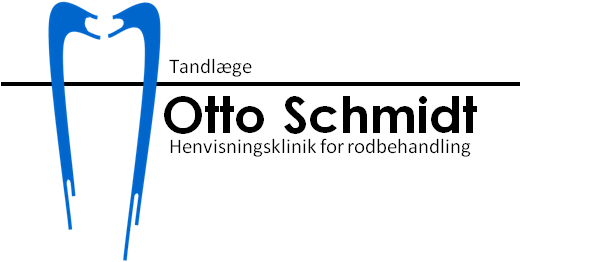 Tandlæge
Otto Schmidt
Henvisningsklinik for rodbehandling